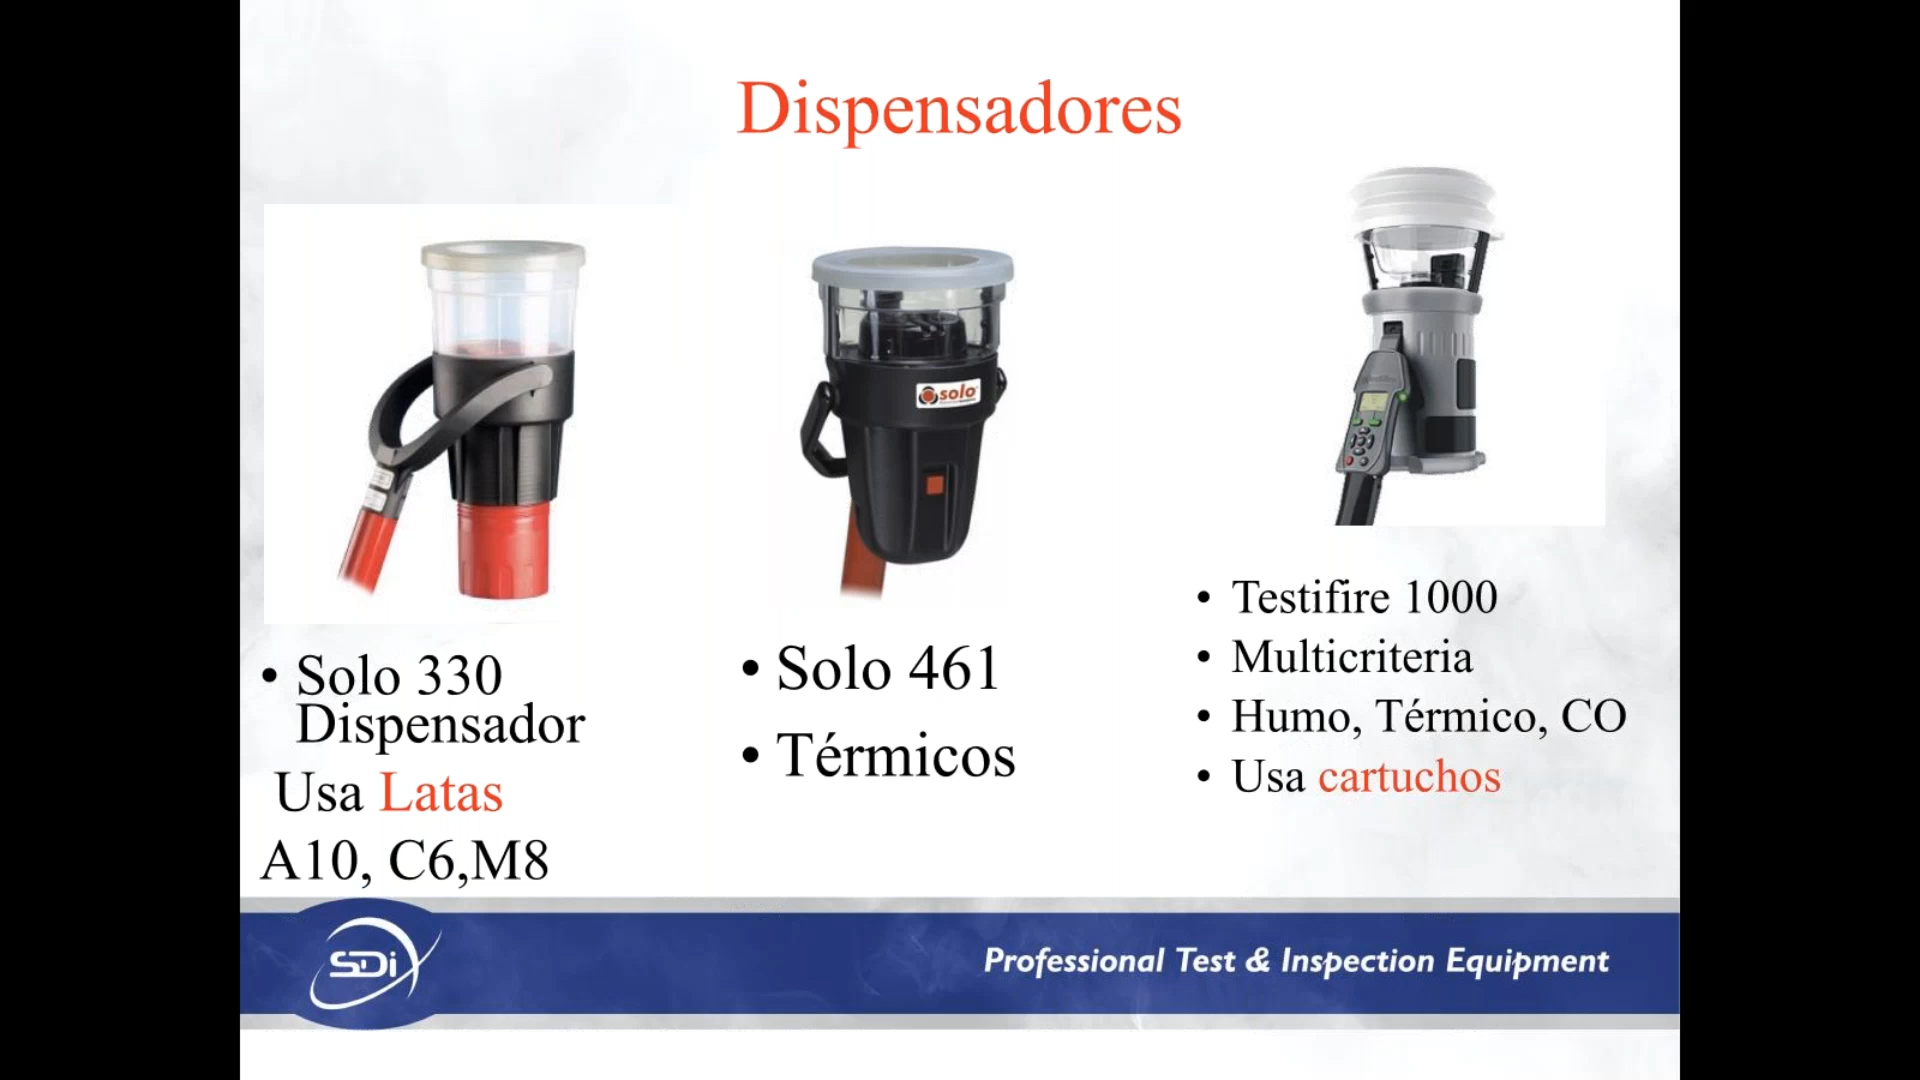 Dispensadores
solo
• Solo 330
Dispensador
Usa Latas
A10, C6,M8
• Solo 461
• Térmicos
• Testifire 1000
• Multicriteria
• Humo, Térmico, CO
• Usa cartuchos
SDi
Professional Test & Inspection Equipment